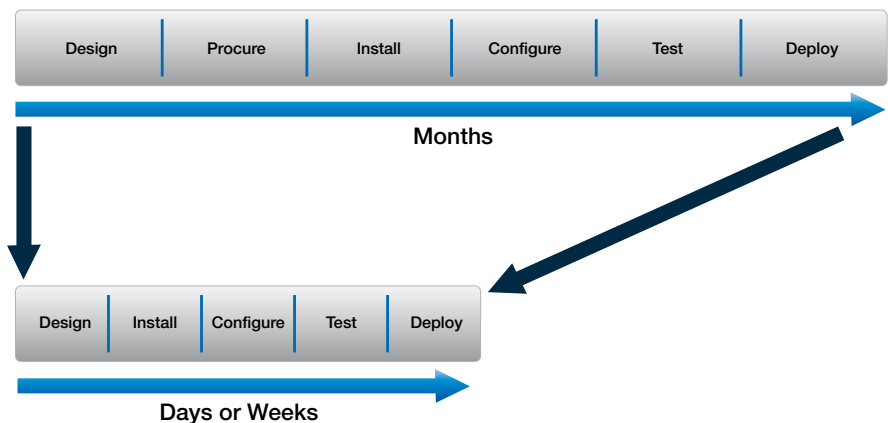 Design Procure Install Configure Test Deploy
Months
Design Install Configure Test Deploy
Days or Weeks